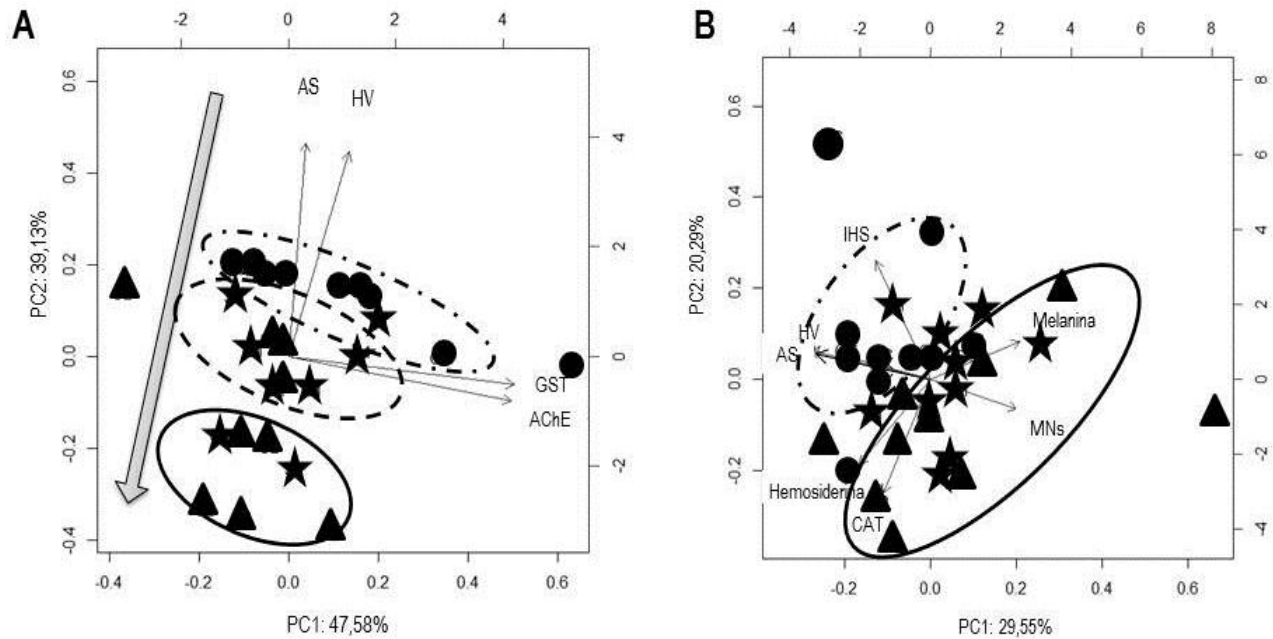 A
-2 0 2 4
0.6
0.4
0.2
0.0
-0.2
-0.4
4
2
0
-2
AS
HV
GST
AChE
PC2: 39,13%
-0.4 -0.2 0.0 0.2 0.4 0.6
PC1: 47,58%
B
-4 -2 0 2 4 6 8
0.6
0.4
0.2
0.0
-0.2
8
6
4
2
0
-2
-4
IHS
HV
AS
Melanina
MNs
Hemosiderina
CAT
PC2: 20,29%
-0.2 0.0 0.2 0.4 0.6
PC1: 29,55%